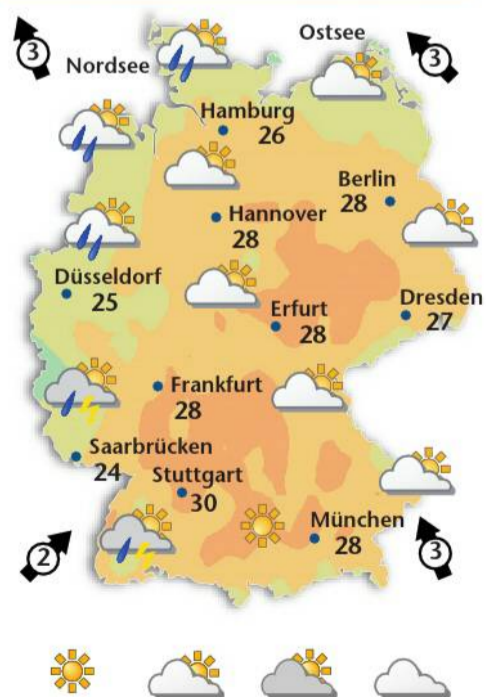 Ostsee
3
3
Nordsee
Hamburg
26
Berlin
28
Hannover
28
Düsseldorf
25
Erfurt
28
Dresden
27
Frankfurt
28
Saarbrücken
24
Stuttgart
30
München
28
2
3